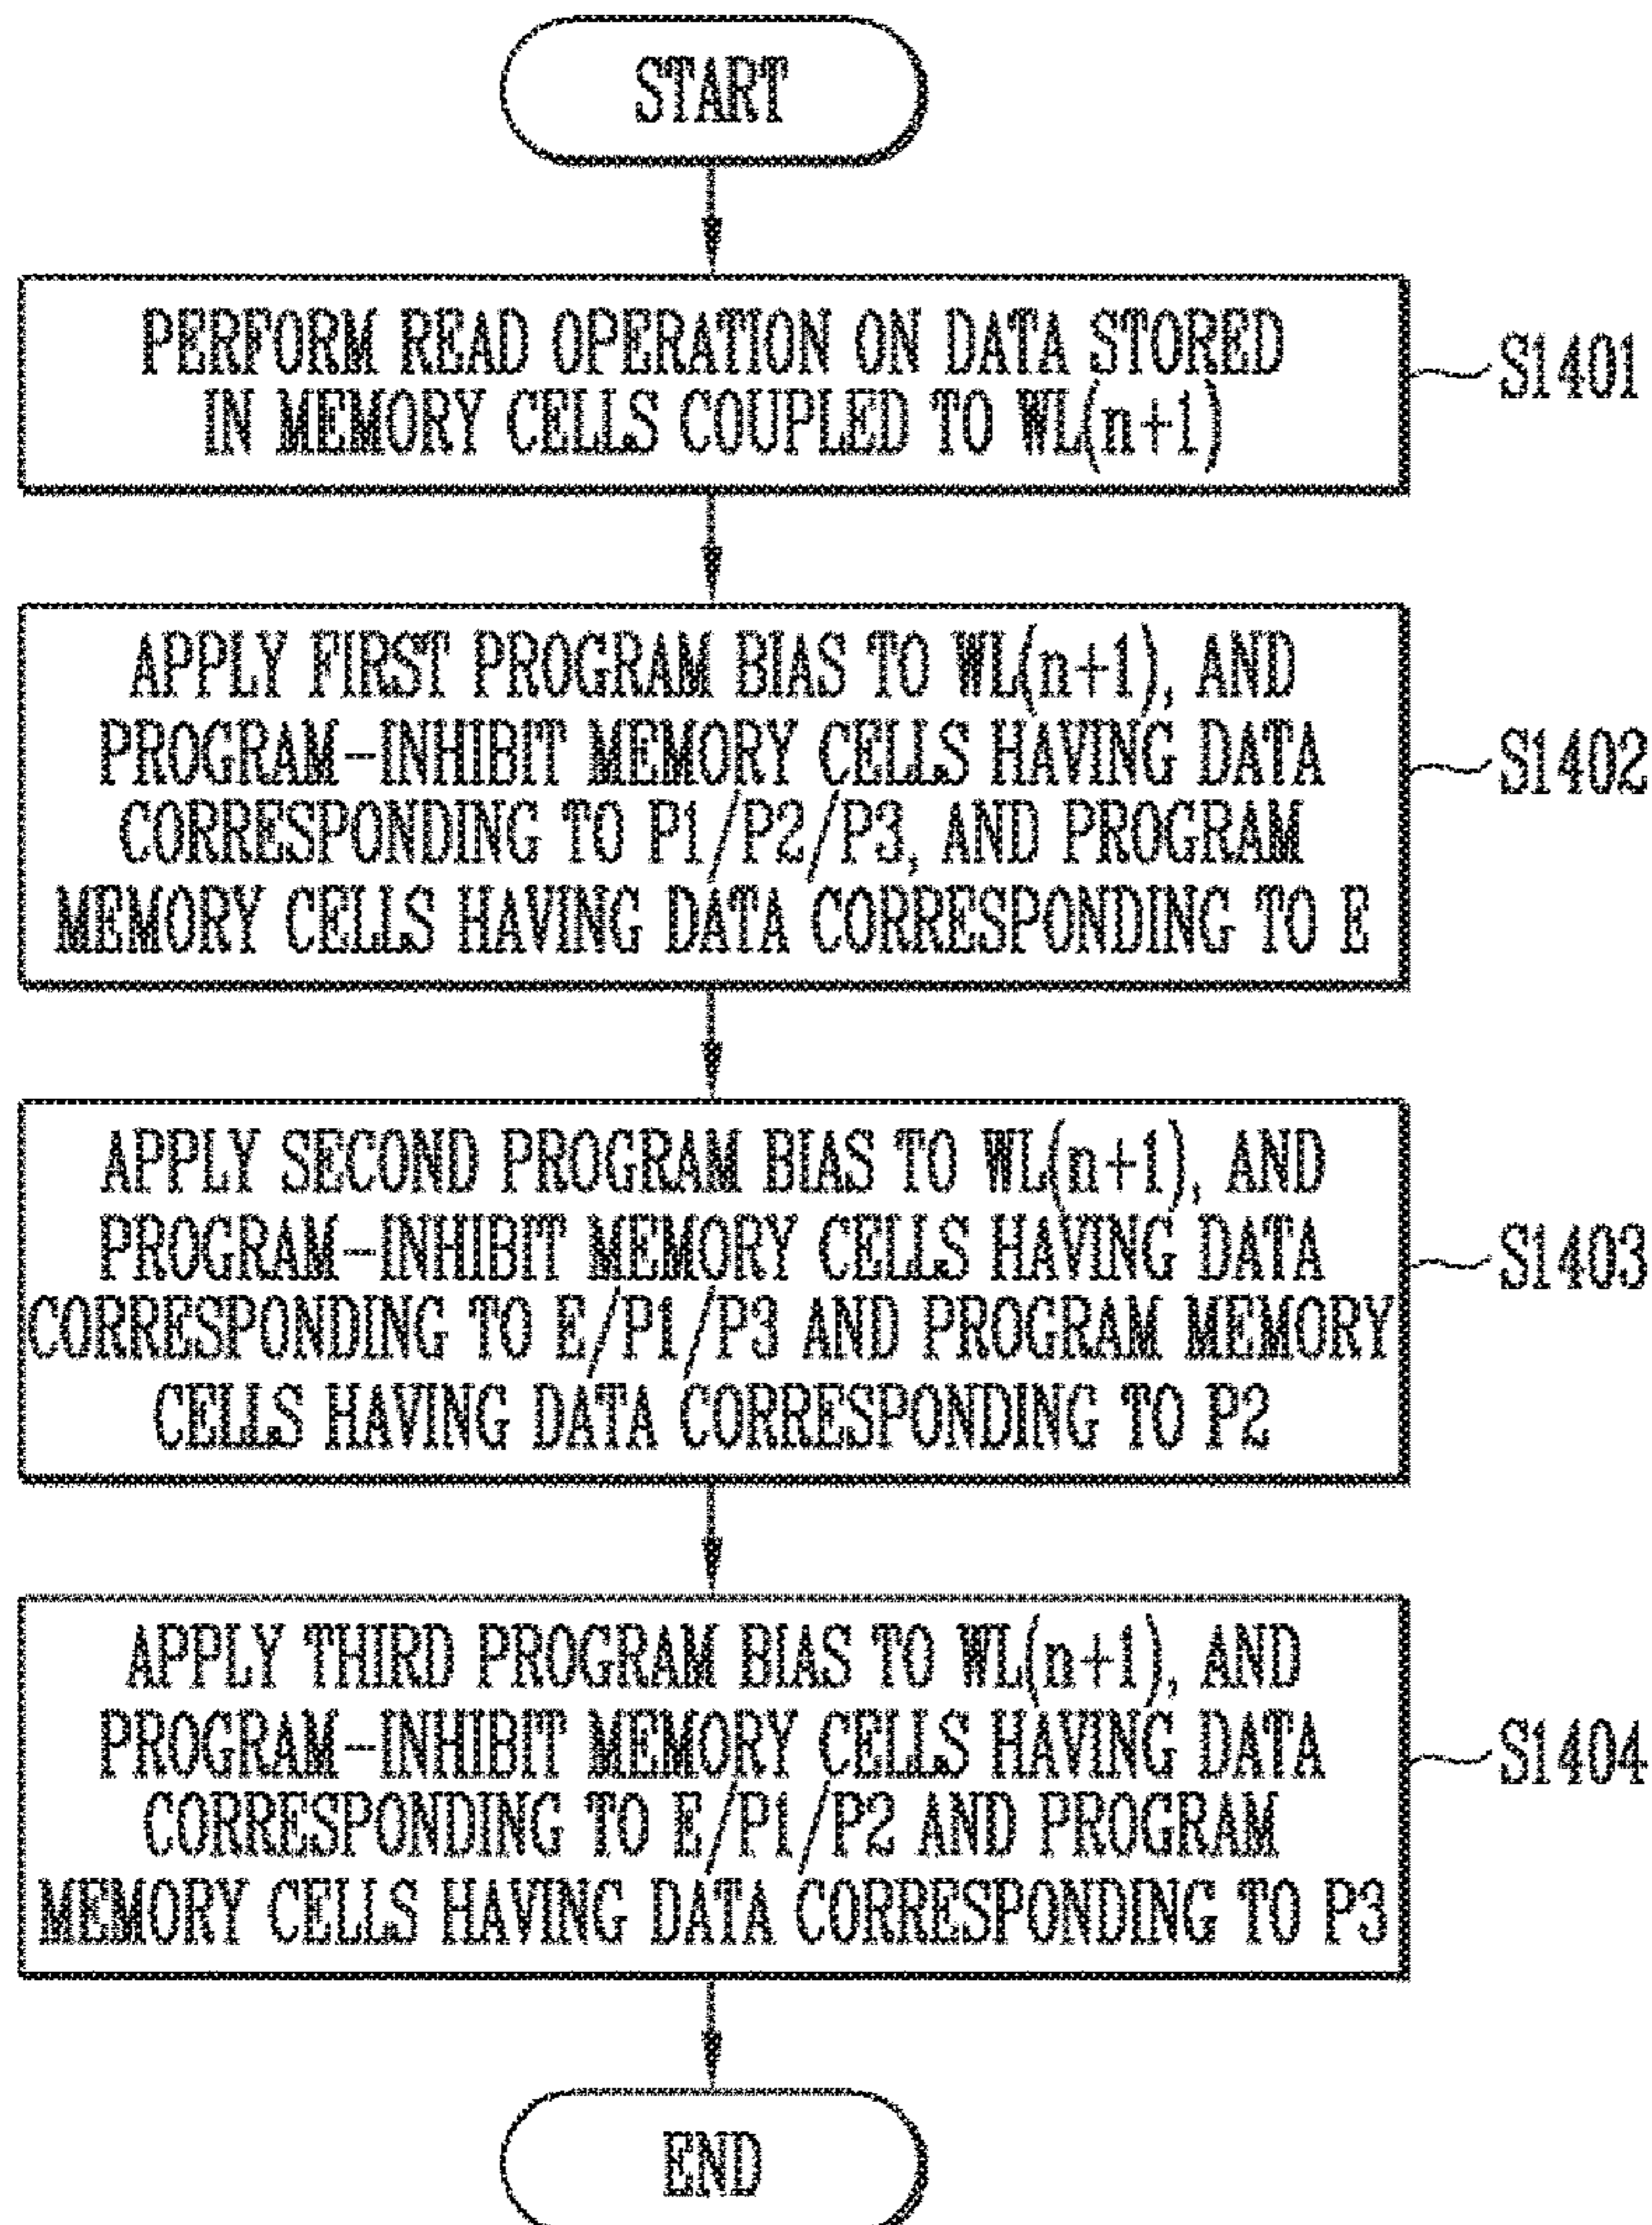 START
PERFORM READ OPERATION ON DATA STORED
IN MEMORY CELLS COUPLED TO WL(n+1)
S1401
APPLY FIRST PROGRAM BIAS TO WL(n+1), AND
PROGRAM-INHIBIT MEMORY CELLS HAVING DATA
CORRESPONDING TO P1/P2/P3, AND PROGRAM
MEMORY CELLS HAVING DATA CORRESPONDING TO E
S1402
APPLY SECOND PROGRAM BIAS TO WL(n+1), AND
PROGRAM-INHIBIT MEMORY CELLS HAVING DATA
CORRESPONDING TO E/P1/P3 AND PROGRAM MEMORY
CELLS HAVING DATA CORRESPONDING TO P2
S1403
APPLY THIRD PROGRAM BIAS TO WL(n+1), AND
PROGRAM-INHIBIT MEMORY CELLS HAVING DATA
CORRESPONDING TO E/P1/P2 AND PROGRAM
MEMORY CELLS HAVING DATA CORRESPONDING TO P3
S1404
END